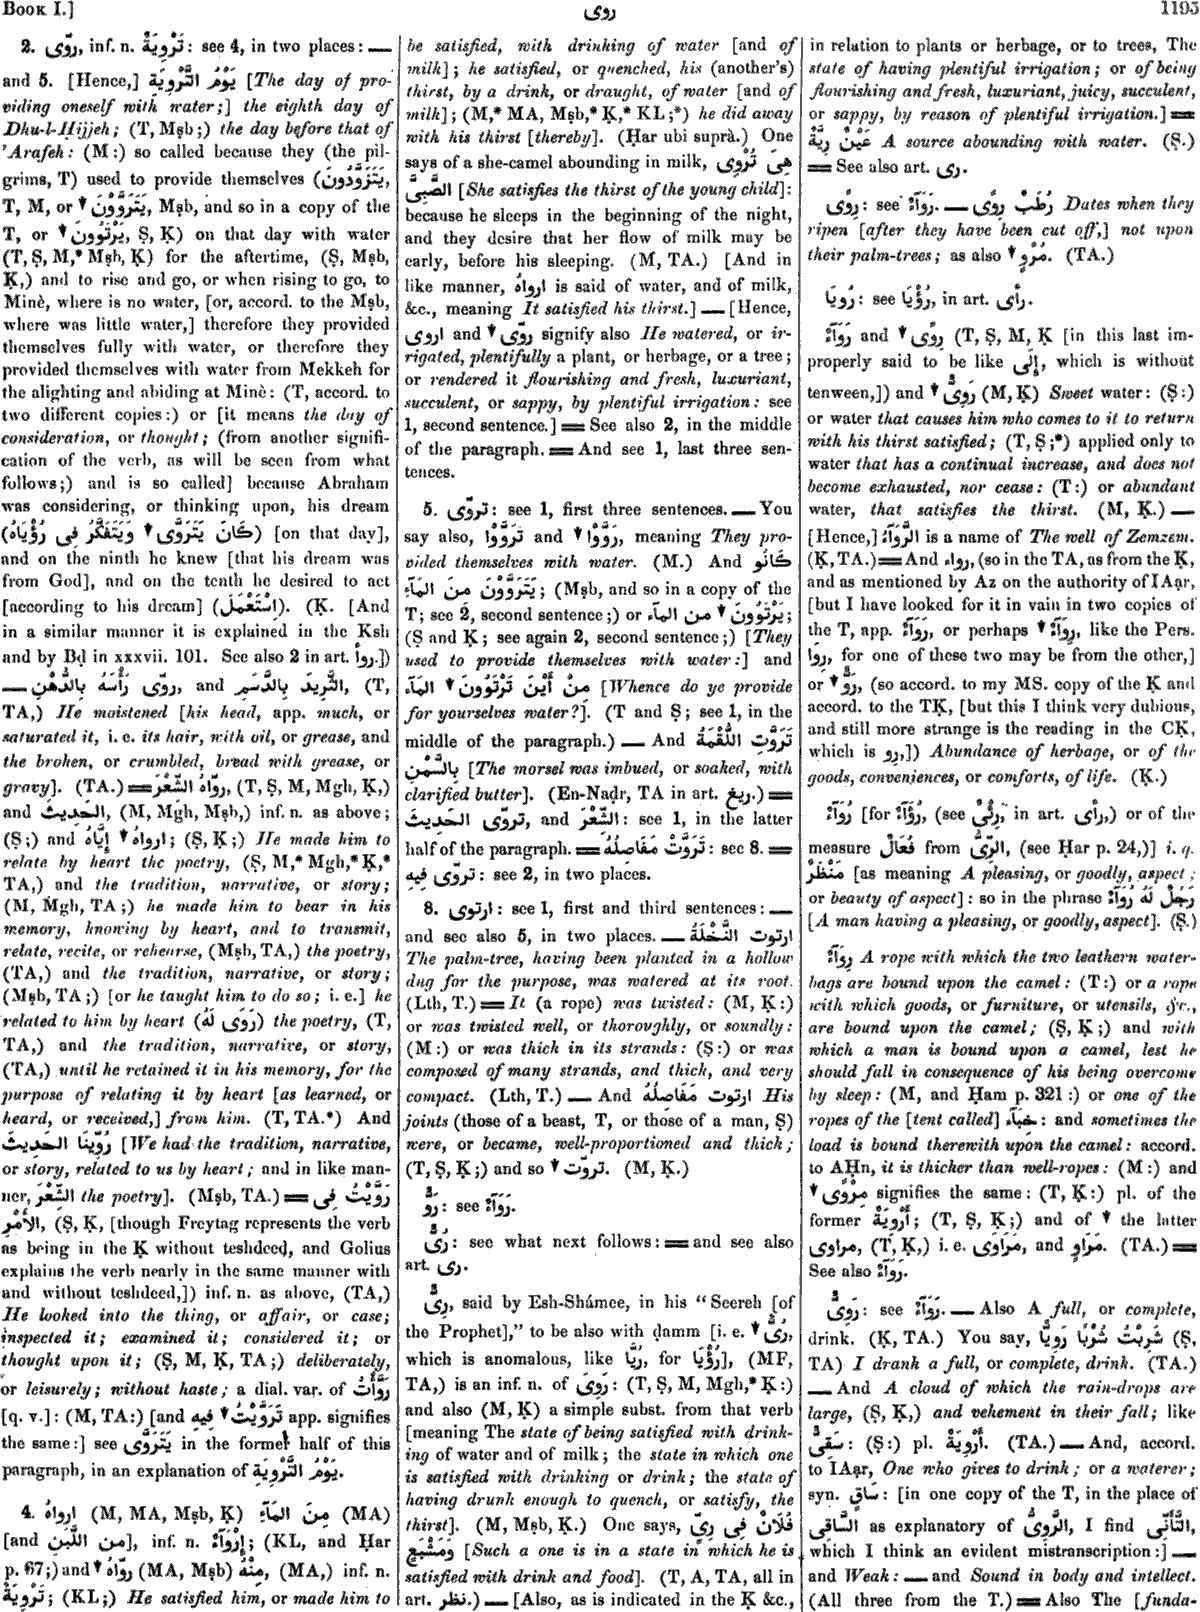 BOOK I.]
روى
1195
2. روّى, inf. n. تَرْوِيَةٌ: see 4, in two places: —
and 5. [Hence,] يَوْمُ التَّرْوِيَةِ [The day of pro-
viding oneself with water;] the eighth day of
Dhu-l-Ḥijjeh; (T, Mṣb;) the day before that of
'Arafeh: (M:) so called because they (the pil-
grims, T) used to provide themselves (يَتَزَوَّدُونَ,
T, M, or ↓ يَتَرَوَّوْنَ, Mṣb, and so in a copy of the
T, or ↓ يَرْتَوُونَ, Ṣ, Ḳ) on that day with water
(T, Ṣ, M,* Mṣb, Ḳ) for the aftertime, (Ṣ, Mṣb,
Ḳ,) and to rise and go, or when rising to go, to
Minè, where is no water, [or, accord. to the Mṣb,
where was little water,] therefore they provided
themselves fully with water, or therefore they
provided themselves with water from Mekkeh for
the alighting and abiding at Minè: (T, accord. to
two different copies:) or [it means the day of
consideration, or thought; (from another signifi-
cation of the verb, as will be seen from what
follows;) and is so called] because Abraham
was considering, or thinking upon, his dream
(كَانَ يَتَرَوَّى ↓ وَيَتَفَكَّرُ فِى رُؤْيَاهُ) [on that day],
and on the ninth he knew [that his dream was
from God], and on the tenth he desired to act
[according to his dream] (اِسْتَعْمَلَ). (Ḳ. [And
in a similar manner it is explained in the Ksh
and by Bḍ in xxxvii. 101. See also 2 in art. روأ.])
— روّى رَأْسَهُ بِالدُّهْنِ, and الثَّرِيدَ بِالدَّسَمِ, (T,
TA,) He moistened [his head, app. much, or
saturated it, i. e. its hair, with oil, or grease, and
the broken, or crumbled, bread with grease, or
gravy]. (TA.) = روّاهُ الشِّعْرَ, (T, Ṣ, M, Mgh, Ḳ,)
and الحَدِيثَ, (M, Mgh, Mṣb,) inf. n. as above;
(Ṣ;) and ارواهُ ↓ إِيَّاهُ; (Ṣ, Ḳ;) He made him to
relate by heart the poetry, (Ṣ, M,* Mgh,* Ḳ,*
TA,) and the tradition, narrative, or story;
(M, Mgh, TA;) he made him to bear in his
memory, knowing by heart, and to transmit,
relate, recite, or rehearse, (Mṣb, TA,) the poetry,
(TA,) and the tradition, narrative, or story;
(Mṣb, TA;) [or he taught him to do so; i. e.] he
related to him by heart (رَوَى لَهُ) the poetry, (T,
TA,) and the tradition, narrative, or story,
(TA,) until he retained it in his memory, for the
purpose of relating it by heart [as learned, or
heard, or received,] from him. (T, TA.*) And
رُوِّينَا الحَدِيثَ [We had the tradition, narrative,
or story, related to us by heart; and in like man-
ner, الشِّعْرَ the poetry]. (Mṣb, TA.) = رَوَّيْتُ فِى
الأَمْرِ, (Ṣ, Ḳ, [though Freytag represents the verb
as being in the Ḳ without teshdeed, and Golius
explains the verb nearly in the same manner with
and without teshdeed,]) inf. n. as above, (TA,)
He looked into the thing, or affair, or case;
inspected it; examined it; considered it; or
thought upon it; (Ṣ, M, Ḳ, TA;) deliberately,
or leisurely; without haste; a dial. var. of رَوَّأْتُ
[q. v.]: (M, TA:) [and تَرَوَّيْتُ ↓ فِيهِ app. signifies
the same:] see يَتَرَوَّى in the former half of this
paragraph, in an explanation of يَوْمُ التَّرْوِيَةِ.
4. ارواهُ (M, MA, Mṣb, Ḳ) مِنَ المَآءِ (MA)
[and مِنَ اللَّبَنِ], inf. n. إِرْوَآءٌ; (KL, and Ḥar
p. 67;) and ↓ روّاهُ (MA, Mṣb) مِنْهُ, (MA,) inf. n.
تَرْوِيَةٌ; (KL;) He satisfied him, or made him to
be satisfied, with drinking of water [and of
milk]; he satisfied, or quenched, his (another's)
thirst, by a drink, or draught, of water [and of
milk]; (M,* MA, Mṣb,* Ḳ,* KL;*) he did away
with his thirst [thereby]. (Ḥar ubi suprà.) One
says of a she-camel abounding in milk, هِىَ تُرْوِى
الصَّبِىَّ [She satisfies the thirst of the young child]:
because he sleeps in the beginning of the night,
and they desire that her flow of milk may be
early, before his sleeping. (M, TA.) [And in
like manner, ارواهُ is said of water, and of milk,
&c., meaning It satisfied his thirst.] — [Hence,
اروى and ↓ روّى signify also He watered, or ir-
rigated, plentifully a plant, or herbage, or a tree;
or rendered it flourishing and fresh, luxuriant,
succulent, or sappy, by plentiful irrigation: see
1, second sentence.] = See also 2, in the middle
of the paragraph. = And see 1, last three sen-
tences.
5. تروّى: see 1, first three sentences. — You
say also, تَرَوَّوْا and ↓ رَوَّوْا, meaning They pro-
vided themselves with water. (M.) And كَانُو
يَتَرَوَّوْنَ مِنَ المَآءِ; (Mṣb, and so in a copy of the
T; see 2, second sentence;) or يَرْتَوُونَ ↓ من المآء;
(Ṣ and Ḳ; see again 2, second sentence;) [They
used to provide themselves with water:] and
مِنْ أَيْنَ تَرْتَوُونَ ↓ المَآءَ [Whence do ye provide
for yourselves water?]. (T and Ṣ; see 1, in the
middle of the paragraph.) — And تَرَوَّتِ اللُّقْمَةُ
بِالسَّمْنِ [The morsel was imbued, or soaked, with
clarified butter]. (En-Naḍr, TA in art. ريغ.) =
تروّى الحَدِيثَ, and الشِّعْرَ: see 1, in the latter
half of the paragraph. = تَرَوَّتْ مَفَاصِلُهُ: see 8. =
تروّى فِيهِ: see 2, in two places.
8. ارتوى: see 1, first and third sentences: —
and see also 5, in two places. — ارتوت النَّخْلَةُ
The palm-tree, having been planted in a hollow
dug for the purpose, was watered at its root.
(Lth, T.) = It (a rope) was twisted: (M, Ḳ:)
or was twisted well, or thoroughly, or soundly:
(M:) or was thick in its strands: (Ṣ:) or was
composed of many strands, and thick, and very
compact. (Lth, T.) — And ارتوت مَفَاصِلُهُ His
joints (those of a beast, T, or those of a man, Ṣ)
were, or became, well-proportioned and thick;
(T, Ṣ, Ḳ;) and so ↓ تروّت. (M, Ḳ.)
رَوٌّ: see رَوَآءٌ.
رَىٌّ: see what next follows: = and see also
art. رى.
رِىٌّ, said by Esh-Shámee, in his "Seereh [of
the Prophet]," to be also with ḍamm [i. e. ↓ رُىٌّ,
which is anomalous, like رُيَّا, for رُؤْيَا], (MF,
TA,) is an inf. n. of رَوِىَ: (T, Ṣ, M, Mgh,* Ḳ:)
and also (M, Ḳ) a simple subst. from that verb
[meaning The state of being satisfied with drink-
ing of water and of milk; the state in which one
is satisfied with drinking or drink; the state of
having drunk enough to quench, or satisfy, the
thirst]. (M, Mṣb, Ḳ.) One says, فُلَانٌ فِى رِىٍّ
وَمَشْبَعٍ [Such a one is in a state in which he is
satisfied with drink and food]. (T, A, TA, all in
art. نظر.) — [Also, as is indicated in the Ḳ &c.,
in relation to plants or herbage, or to trees, The
state of having plentiful irrigation; or of being
flourishing and fresh, luxuriant, juicy, succulent,
or sappy, by reason of plentiful irrigation.] =
عَيْنٌ رِيَّةٌ A source abounding with water. (Ṣ.)
= See also art. رى.
رِوًى: see رَوَآءٌ. — رُطَبٌ رِوًى Dates when they
ripen [after they have been cut off,] not upon
their palm-trees; as also ↓ مُرْوٍ. (TA.)
رُويَا: see رُؤْيَا, in art. رأى.
رَوَآءٌ and ↓ رِوًى (T, Ṣ, M, Ḳ [in this last im-
properly said to be like إِلَى, which is without
tenween,]) and ↓ رَوِىٌّ (M, Ḳ) Sweet water: (Ṣ:)
or water that causes him who comes to it to return
with his thirst satisfied; (T, Ṣ;*) applied only to
water that has a continual increase, and does not
become exhausted, nor cease: (T:) or abundant
water, that satisfies the thirst. (M, Ḳ.) —
[Hence,] الرَّوَآءُ is a name of The well of Zemzem.
(Ḳ, TA.) = And رواء, (so in the TA, as from the Ḳ,
and as mentioned by Az on the authority of IAạr,
[but I have looked for it in vain in two copies of
the T, app. رَوَآءٌ, or perhaps ↓ رِوَآءٌ, like the Pers.
رِوَا, for one of these two may be from the other,]
or ↓ رَوٌّ, (so accord. to my MS. copy of the Ḳ and
accord. to the TḲ, [but this I think very dubious,
and still more strange is the reading in the CḲ,
which is رو,]) Abundance of herbage, or of the
goods, conveniences, or comforts, of life. (Ḳ.)
رُوَآءٌ [for رُؤَآءٌ, (see رِئْىٌ, in art. رأى,) or of the
measure فُعَالٌ from الرِّىُّ, (see Ḥar p. 24,)] i. q.
مَنْظَرٌ [as meaning A pleasing, or goodly, aspect;
or beauty of aspect]: so in the phrase رَجُلٌ لَهُ رُوَآءٌ
[A man having a pleasing, or goodly, aspect]. (Ṣ.)
رِوَآءٌ A rope with which the two leathern water-
bags are bound upon the camel: (T:) or a rope
with which goods, or furniture, or utensils, &c.,
are bound upon the camel; (Ṣ, Ḳ;) and with
which a man is bound upon a camel, lest he
should fall in consequence of his being overcome
by sleep: (M, and Ḥam p. 321:) or one of the
ropes of the [tent called] خِبَآء: and sometimes the
load is bound therewith upon the camel: accord.
to AḤn, it is thicker than well-ropes: (M:) and
↓ مِرْوًى signifies the same: (T, Ḳ:) pl. of the
former أَرْوِيَةٌ; (T, Ṣ, Ḳ;) and of ↓ the latter
مراوى, (T, Ḳ,) i. e. مَرَاوَى, and مَرَاوٍ. (TA.) =
See also رَوَآءٌ.
رَوِىٌّ: see رَوَآءٌ. — Also A full, or complete,
drink. (Ḳ, TA.) You say, شَرِبْتُ شُرْبًا رَوِيًّا (Ṣ,
TA) I drank a full, or complete, drink. (TA.)
— And A cloud of which the rain-drops are
large, (Ṣ, Ḳ,) and vehement in their fall; like
سَقِىٌّ: (Ṣ:) pl. أَرْوِيَةٌ. (TA.) — And, accord.
to IAạr, One who gives to drink; or a waterer;
syn. سَاقٍ: [in one copy of the T, in the place of
السَّاقِى as explanatory of الرَّوِىُّ, I find التَّأَنِّى,
which I think an evident mistranscription:] —
and Weak: — and Sound in body and intellect.
(All three from the T.) = Also The [funda-